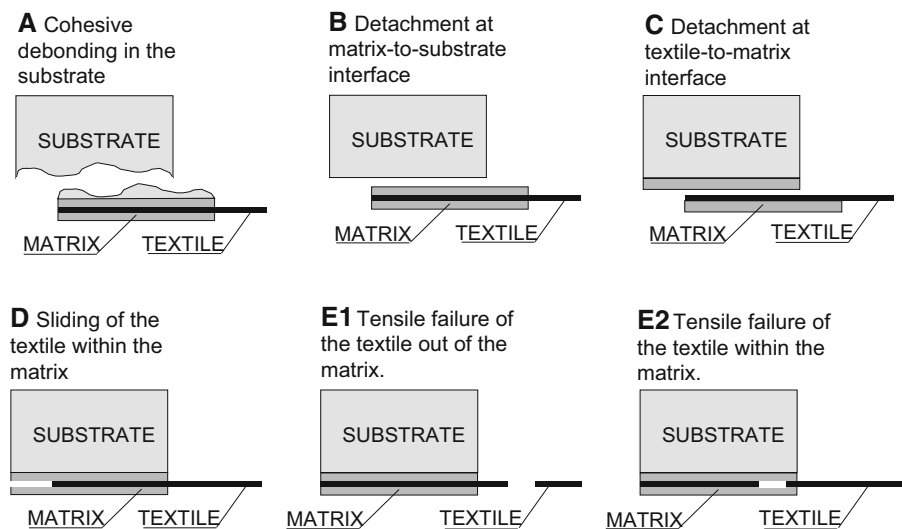 A Cohesive
debonding in the
substrate
SUBSTRATE
MATRIX TEXTILE
B Detachment at
matrix-to-substrate
interface
SUBSTRATE
MATRIX TEXTILE
C Detachment at
textile-to-matrix
interface
SUBSTRATE
MATRIX TEXTILE
D Sliding of the
textile within the
matrix
SUBSTRATE
MATRIX TEXTILE
E1 Tensile failure of
the textile out of the
matrix.
SUBSTRATE
MATRIX TEXTILE
E2 Tensile failure of
the textile within the
matrix.
SUBSTRATE
MATRIX TEXTILE